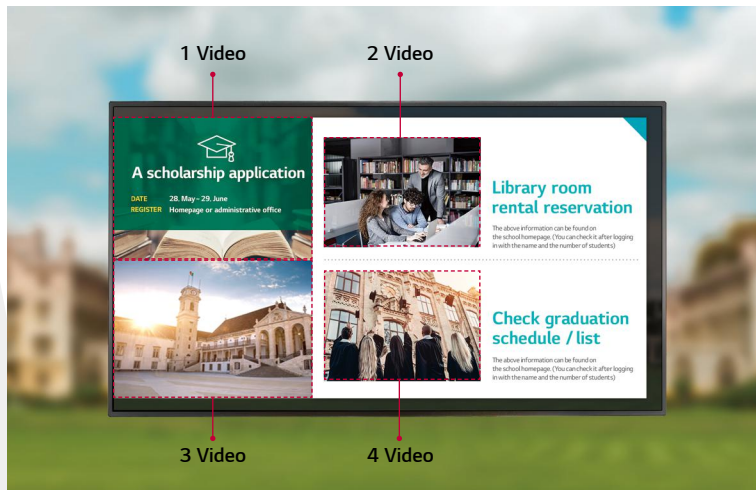 1 Video
2 Video
A scholarship application
DATE 28. May – 29. June
REGISTER Homepage or administrative office
Library room
rental reservation
The above information can be found on
the school homepage. (You can check it after logging
in with the name and the number of students)
Check graduation
schedule / list
The above information can be found on
the school homepage. (You can check it after logging
in with the name and the number of students)
3 Video
4 Video